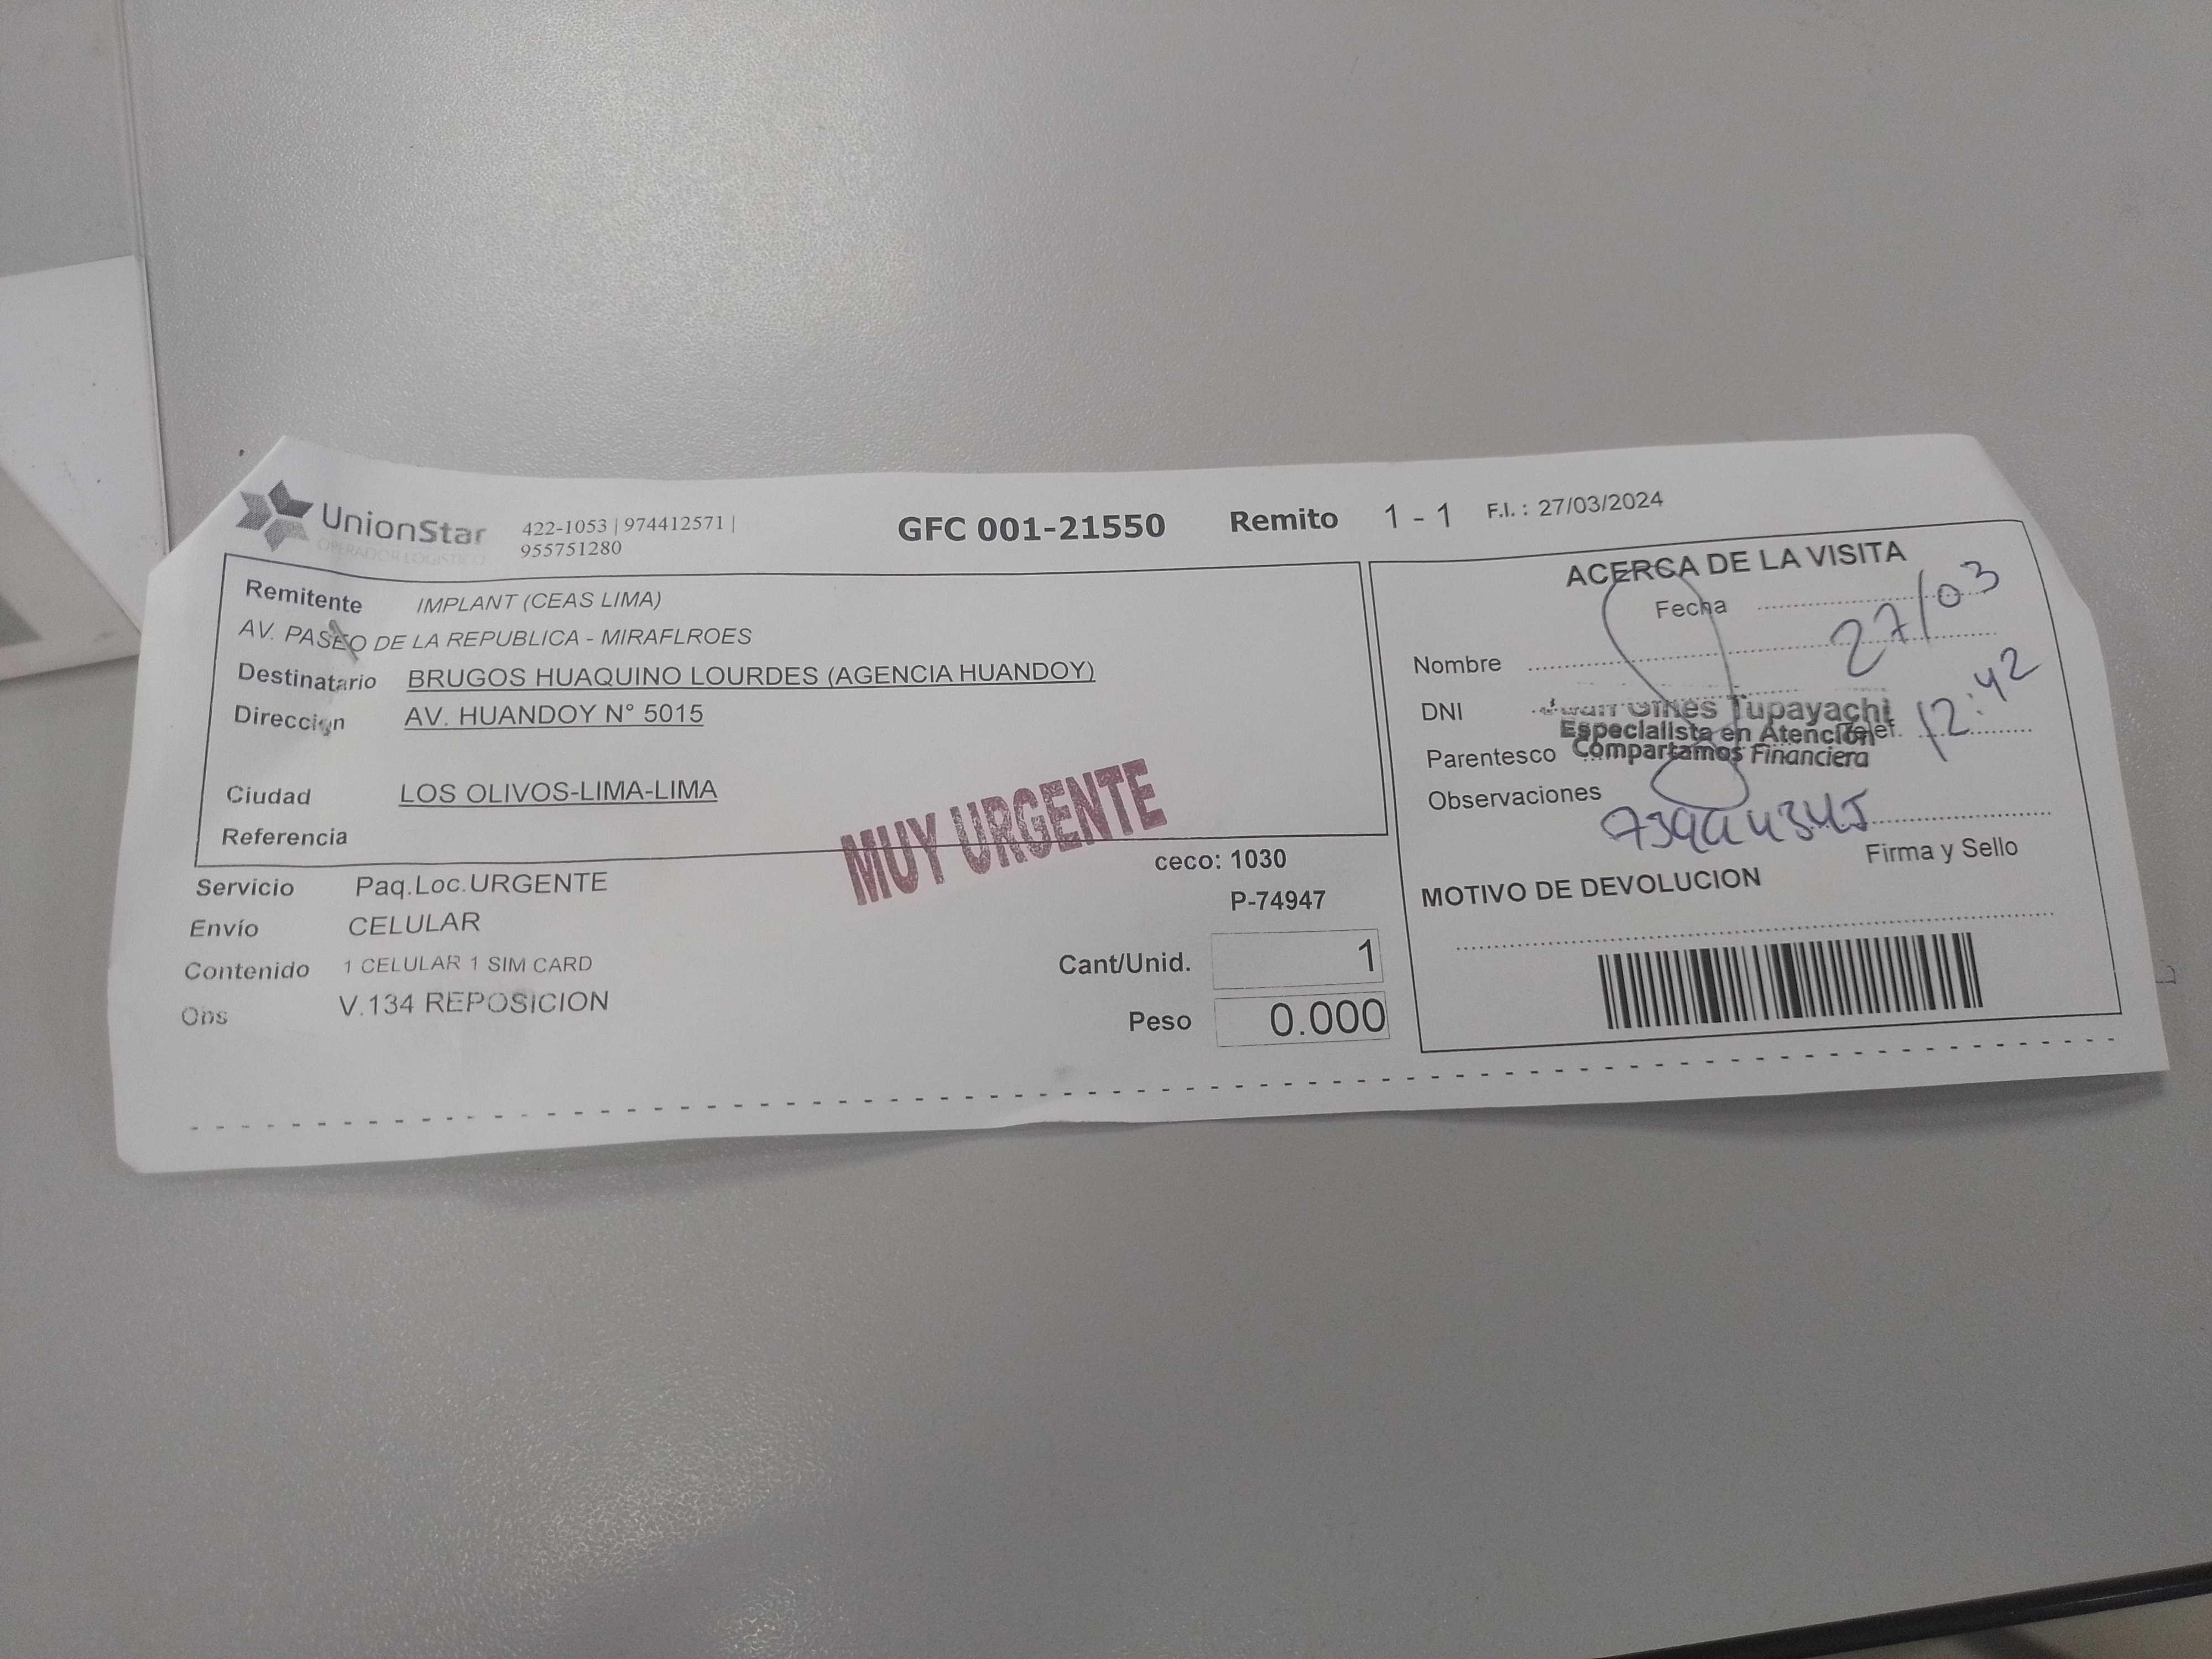 UnionStar
OPERADOR LOGISTICO
422-1053 | 974412571 |
955751280
GFC 001-21550
Remito 1 - 1
F.I. : 27/03/2024
Remitente IMPLANT (CEAS LIMA)
AV. PASEO DE LA REPUBLICA - MIRAFLROES
Destinatario BRUGOS HUAQUINO LOURDES (AGENCIA HUANDOY)
Direccion AV. HUANDOY N° 5015
Ciudad LOS OLIVOS-LIMA-LIMA
Referencia
MUY URGENTE
Servicio Paq.Loc.URGENTE
Envío CELULAR
Contenido 1 CELULAR 1 SIM CARD
Obs V.134 REPOSICION
ceco: 1030
P-74947
Cant/Unid. 1
Peso 0.000
ACERCA DE LA VISITA
Fecha 27/03
Nombre
DNI
Tupayachi
12:42
Especialista en Atención
Telef.
Parentesco
Compartamos Financiera
Observaciones
Firma y Sello
MOTIVO DE DEVOLUCION